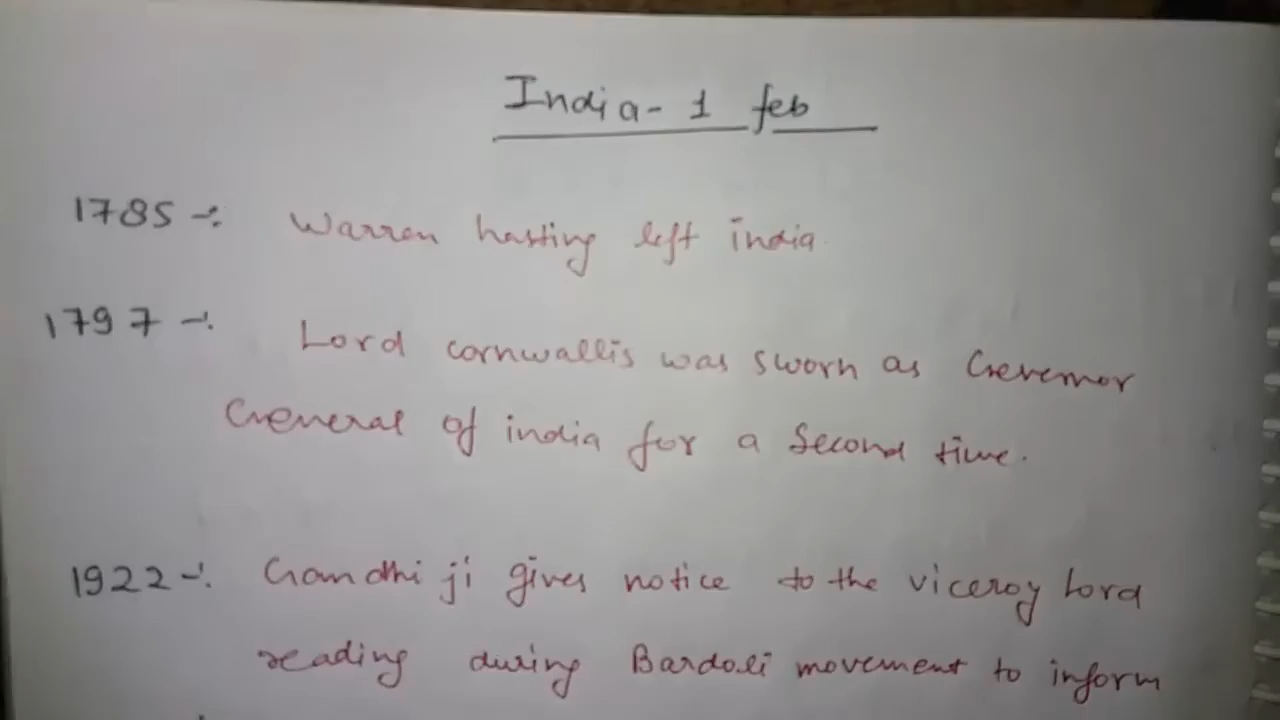 India - 1 feb
1785 -: Warren hasting left india
1797 -: Lord cornwallis was sworn as Gevernor
General of india for a Second time.
1922 -: Gandhi ji gives notice to the viceroy Lord
reading during Bardoli movement to inform